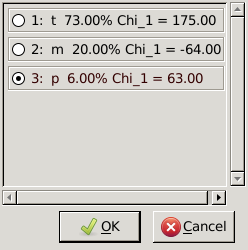 1:  t  73.00% Chi_1 = 175.00
2:  m  20.00% Chi_1 = -64.00
3:  p  6.00% Chi_1 = 63.00
OK
Cancel